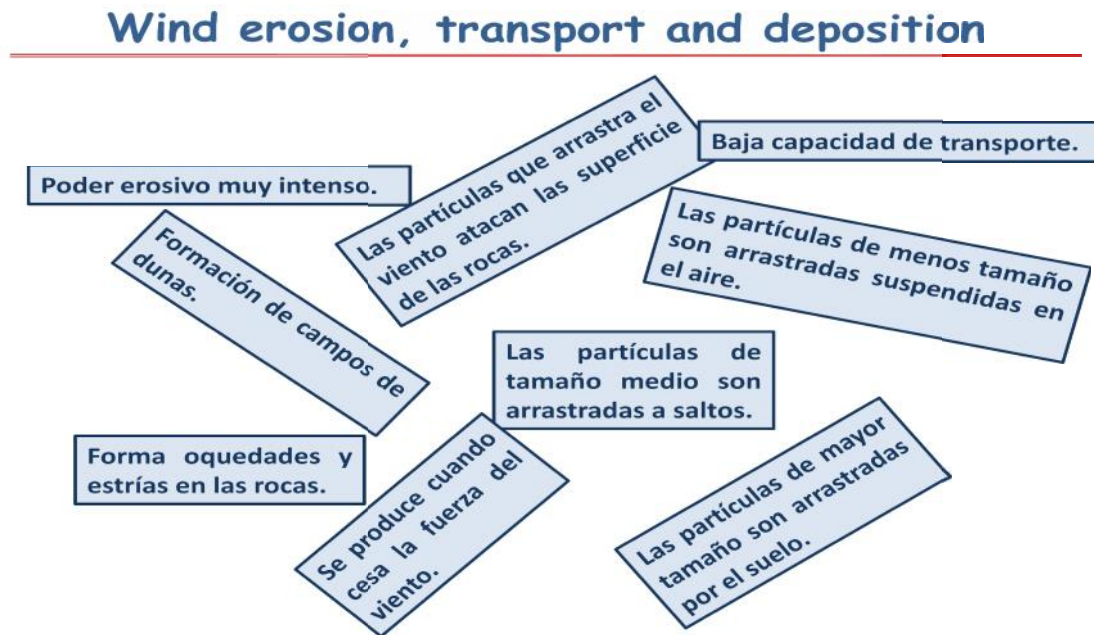 Wind erosion, transport and deposition
Poder erosivo muy intenso.
Las partículas que arrastra el
viento atacan las superficie
de las rocas.
Baja capacidad de transporte.
Formación de campos de
dunas.
Las partículas de menos tamaño
son arrastradas suspendidas en
el aire.
Las partículas de
tamaño medio son
arrastradas a saltos.
Forma oquedades y
estrías en las rocas.
Se produce cuando
cesa la fuerza del
viento.
Las partículas de mayor
tamaño son arrastradas
por el suelo.